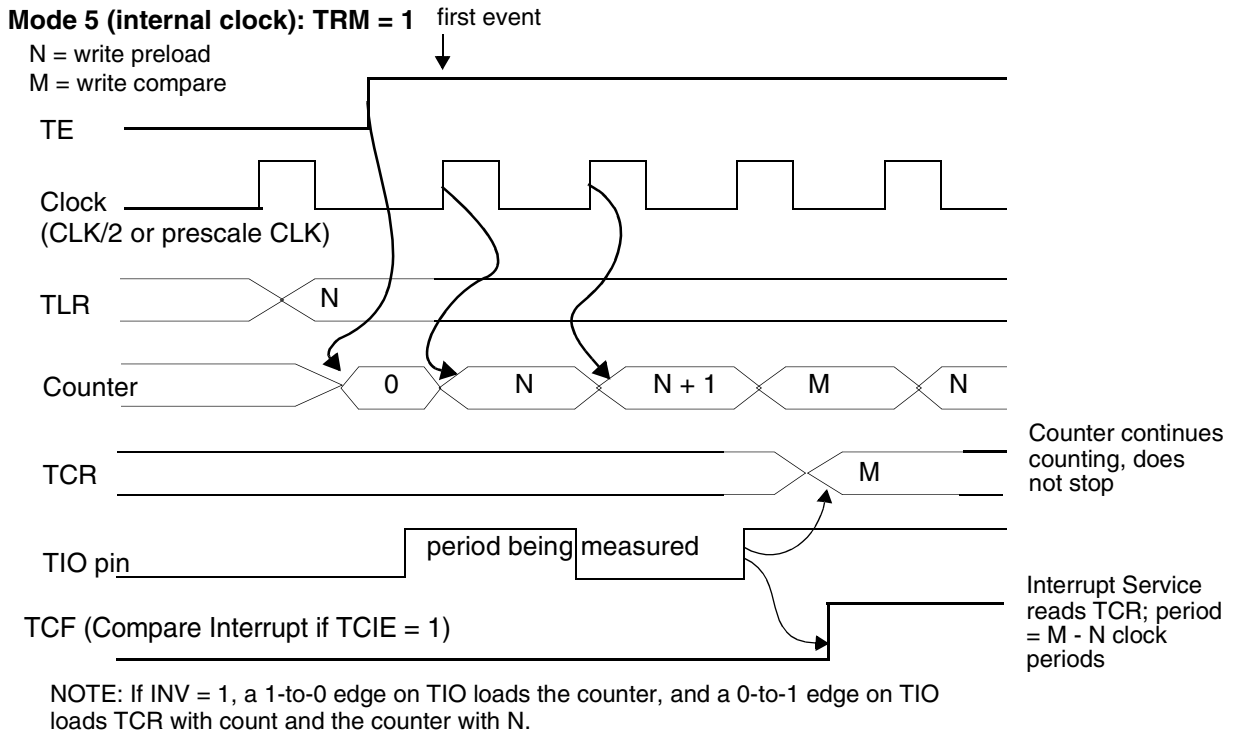 Mode 5 (internal clock): TRM = 1
first event
N = write preload
M = write compare
TE
Clock
(CLK/2 or prescale CLK)
TLR
N
Counter
0
N
N + 1
M
N
TCR
M
Counter continues
counting, does
not stop
TIO pin
period being measured
TCF (Compare Interrupt if TCIE = 1)
Interrupt Service
reads TCR; period
= M - N clock
periods
NOTE: If INV = 1, a 1-to-0 edge on TIO loads the counter, and a 0-to-1 edge on TIO
loads TCR with count and the counter with N.